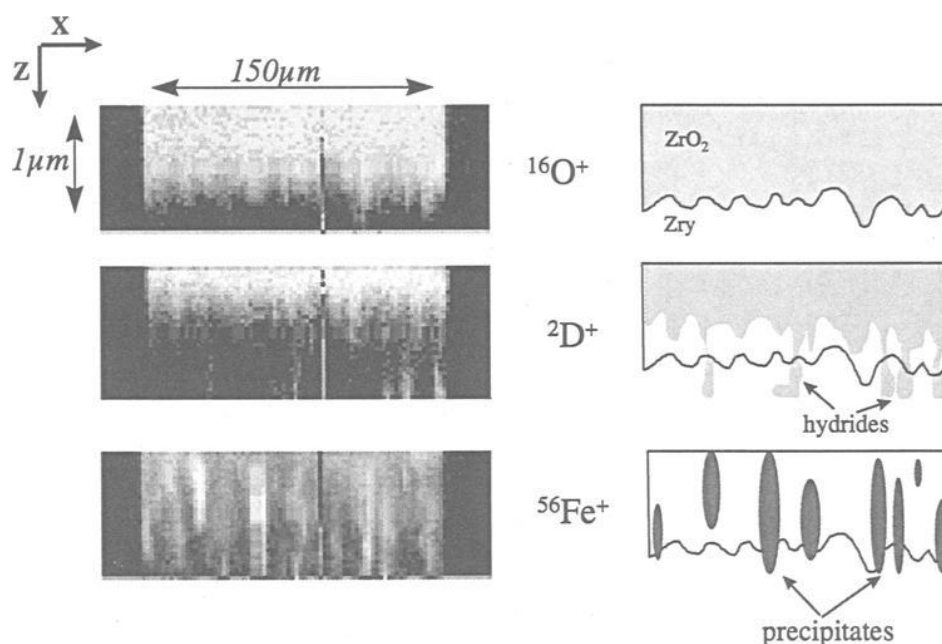 X
Z
150µm
1µm
¹⁶O⁺
ZrO₂
Zry
²D⁺
hydrides
⁵⁶Fe⁺
precipitates